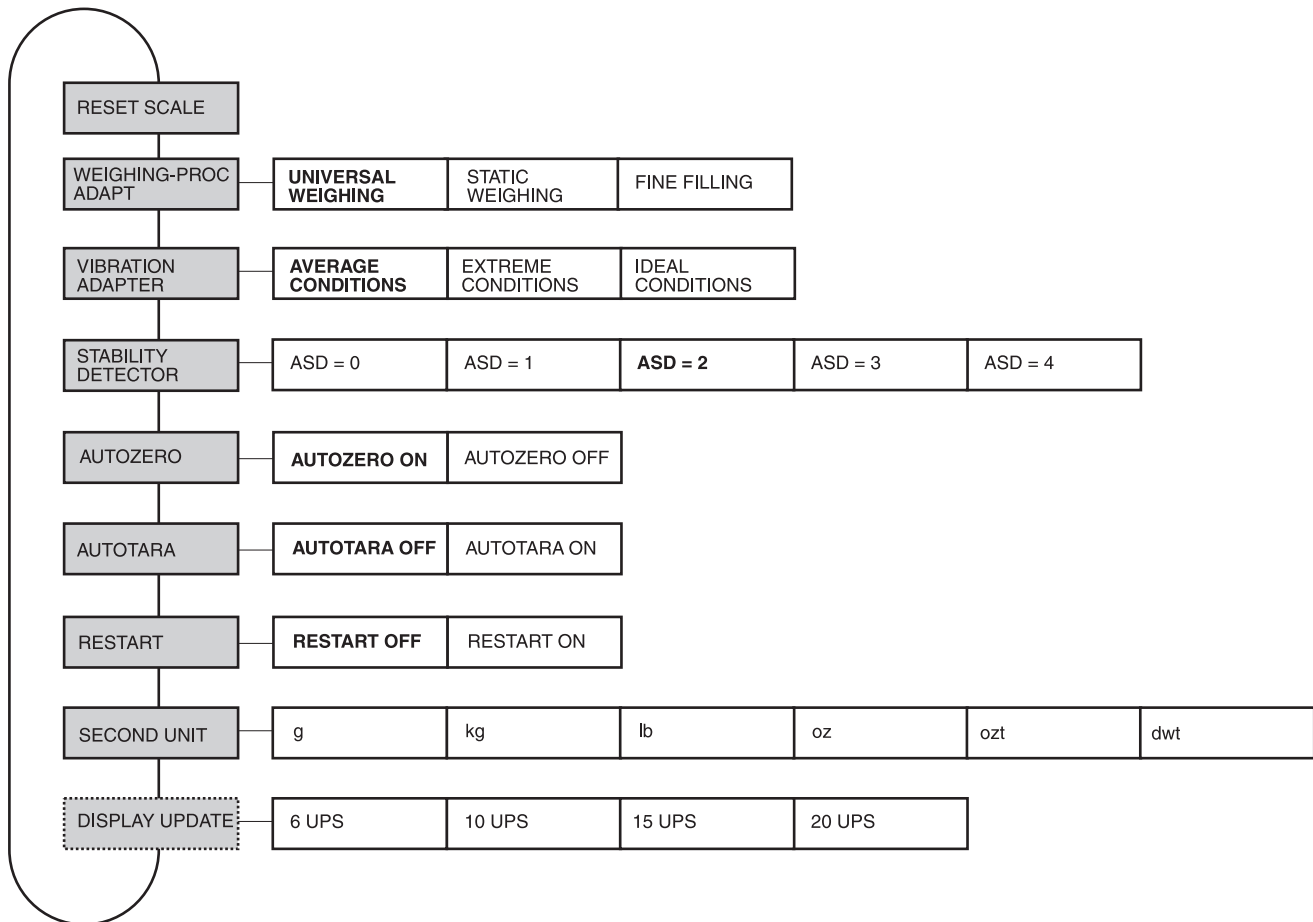 RESET SCALE
WEIGHING-PROC
ADAPT
UNIVERSAL
WEIGHING
STATIC
WEIGHING
FINE FILLING
VIBRATION
ADAPTER
AVERAGE
CONDITIONS
EXTREME
CONDITIONS
IDEAL
CONDITIONS
STABILITY
DETECTOR
ASD = 0
ASD = 1
ASD = 2
ASD = 3
ASD = 4
AUTOZERO
AUTOZERO ON
AUTOZERO OFF
AUTOTARA
AUTOTARA OFF
AUTOTARA ON
RESTART
RESTART OFF
RESTART ON
SECOND UNIT
g
kg
lb
oz
ozt
dwt
DISPLAY UPDATE
6 UPS
10 UPS
15 UPS
20 UPS